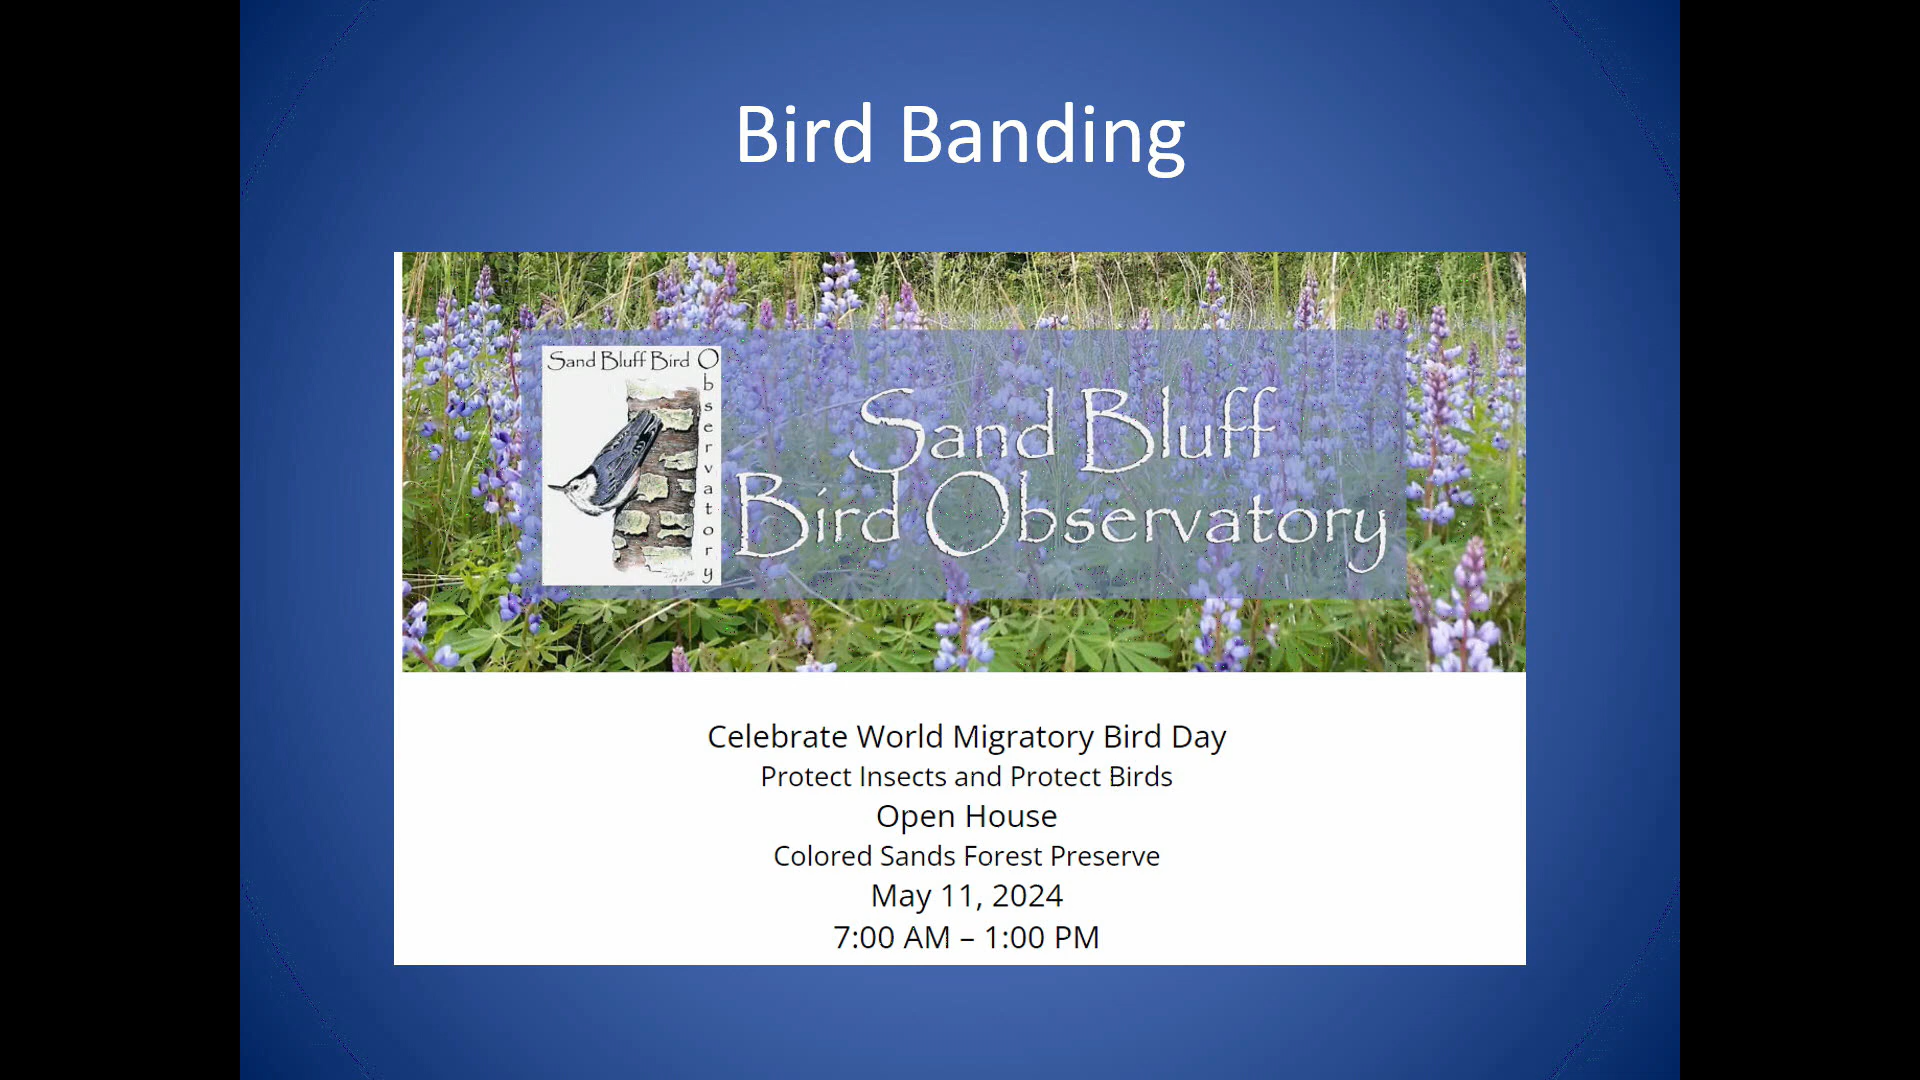 Bird Banding
Sand Bluff Bird Observatory
Sand Bluff
Bird Observatory
Celebrate World Migratory Bird Day
Protect Insects and Protect Birds
Open House
Colored Sands Forest Preserve
May 11, 2024
7:00 AM – 1:00 PM